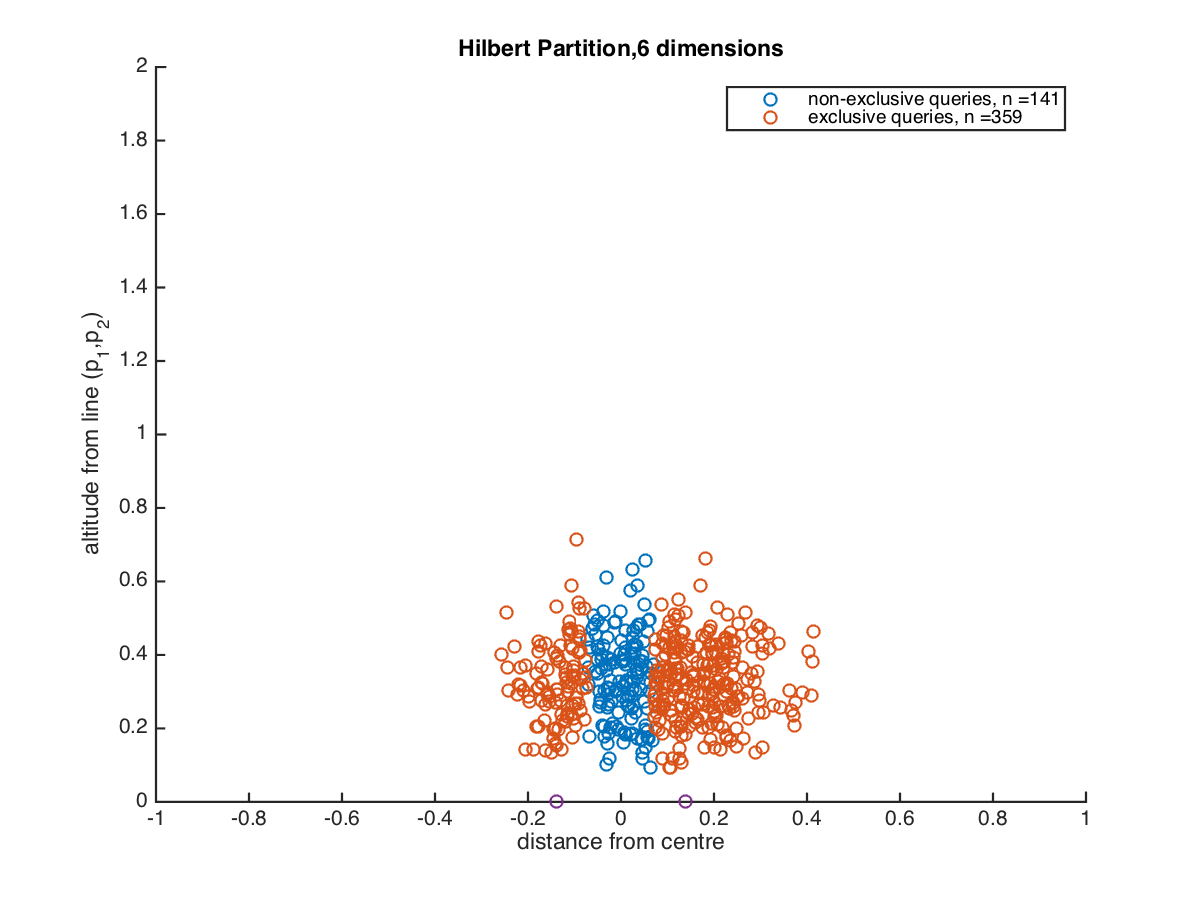 Hilbert Partition,6 dimensions
non-exclusive queries, n =141
exclusive queries, n =359
2
1.8
1.6
1.4
1.2
1
0.8
0.6
0.4
0.2
0
altitude from line (p1,p2)
-1 -0.8 -0.6 -0.4 -0.2 0 0.2 0.4 0.6 0.8 1
distance from centre